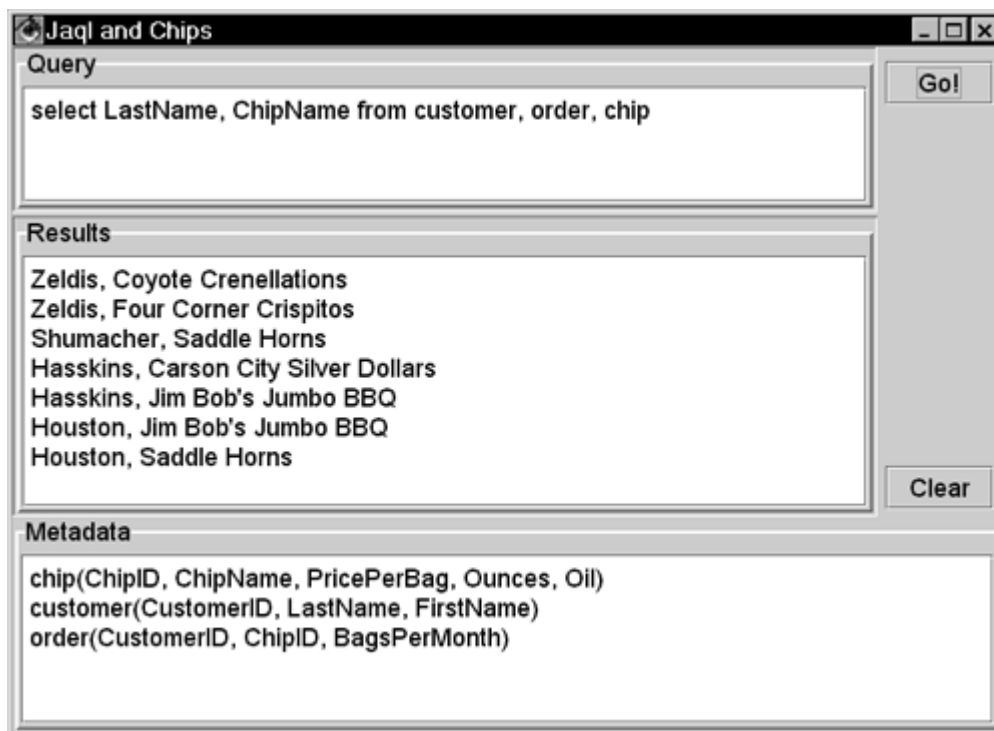 Jaql and Chips
Query
Go!
select LastName, ChipName from customer, order, chip
Results
Zeldis, Coyote Crenellations
Zeldis, Four Corner Crispitos
Shumacher, Saddle Horns
Hasskins, Carson City Silver Dollars
Hasskins, Jim Bob's Jumbo BBQ
Houston, Jim Bob's Jumbo BBQ
Houston, Saddle Horns
Clear
Metadata
chip(ChipID, ChipName, PricePerBag, Ounces, Oil)
customer(CustomerID, LastName, FirstName)
order(CustomerID, ChipID, BagsPerMonth)